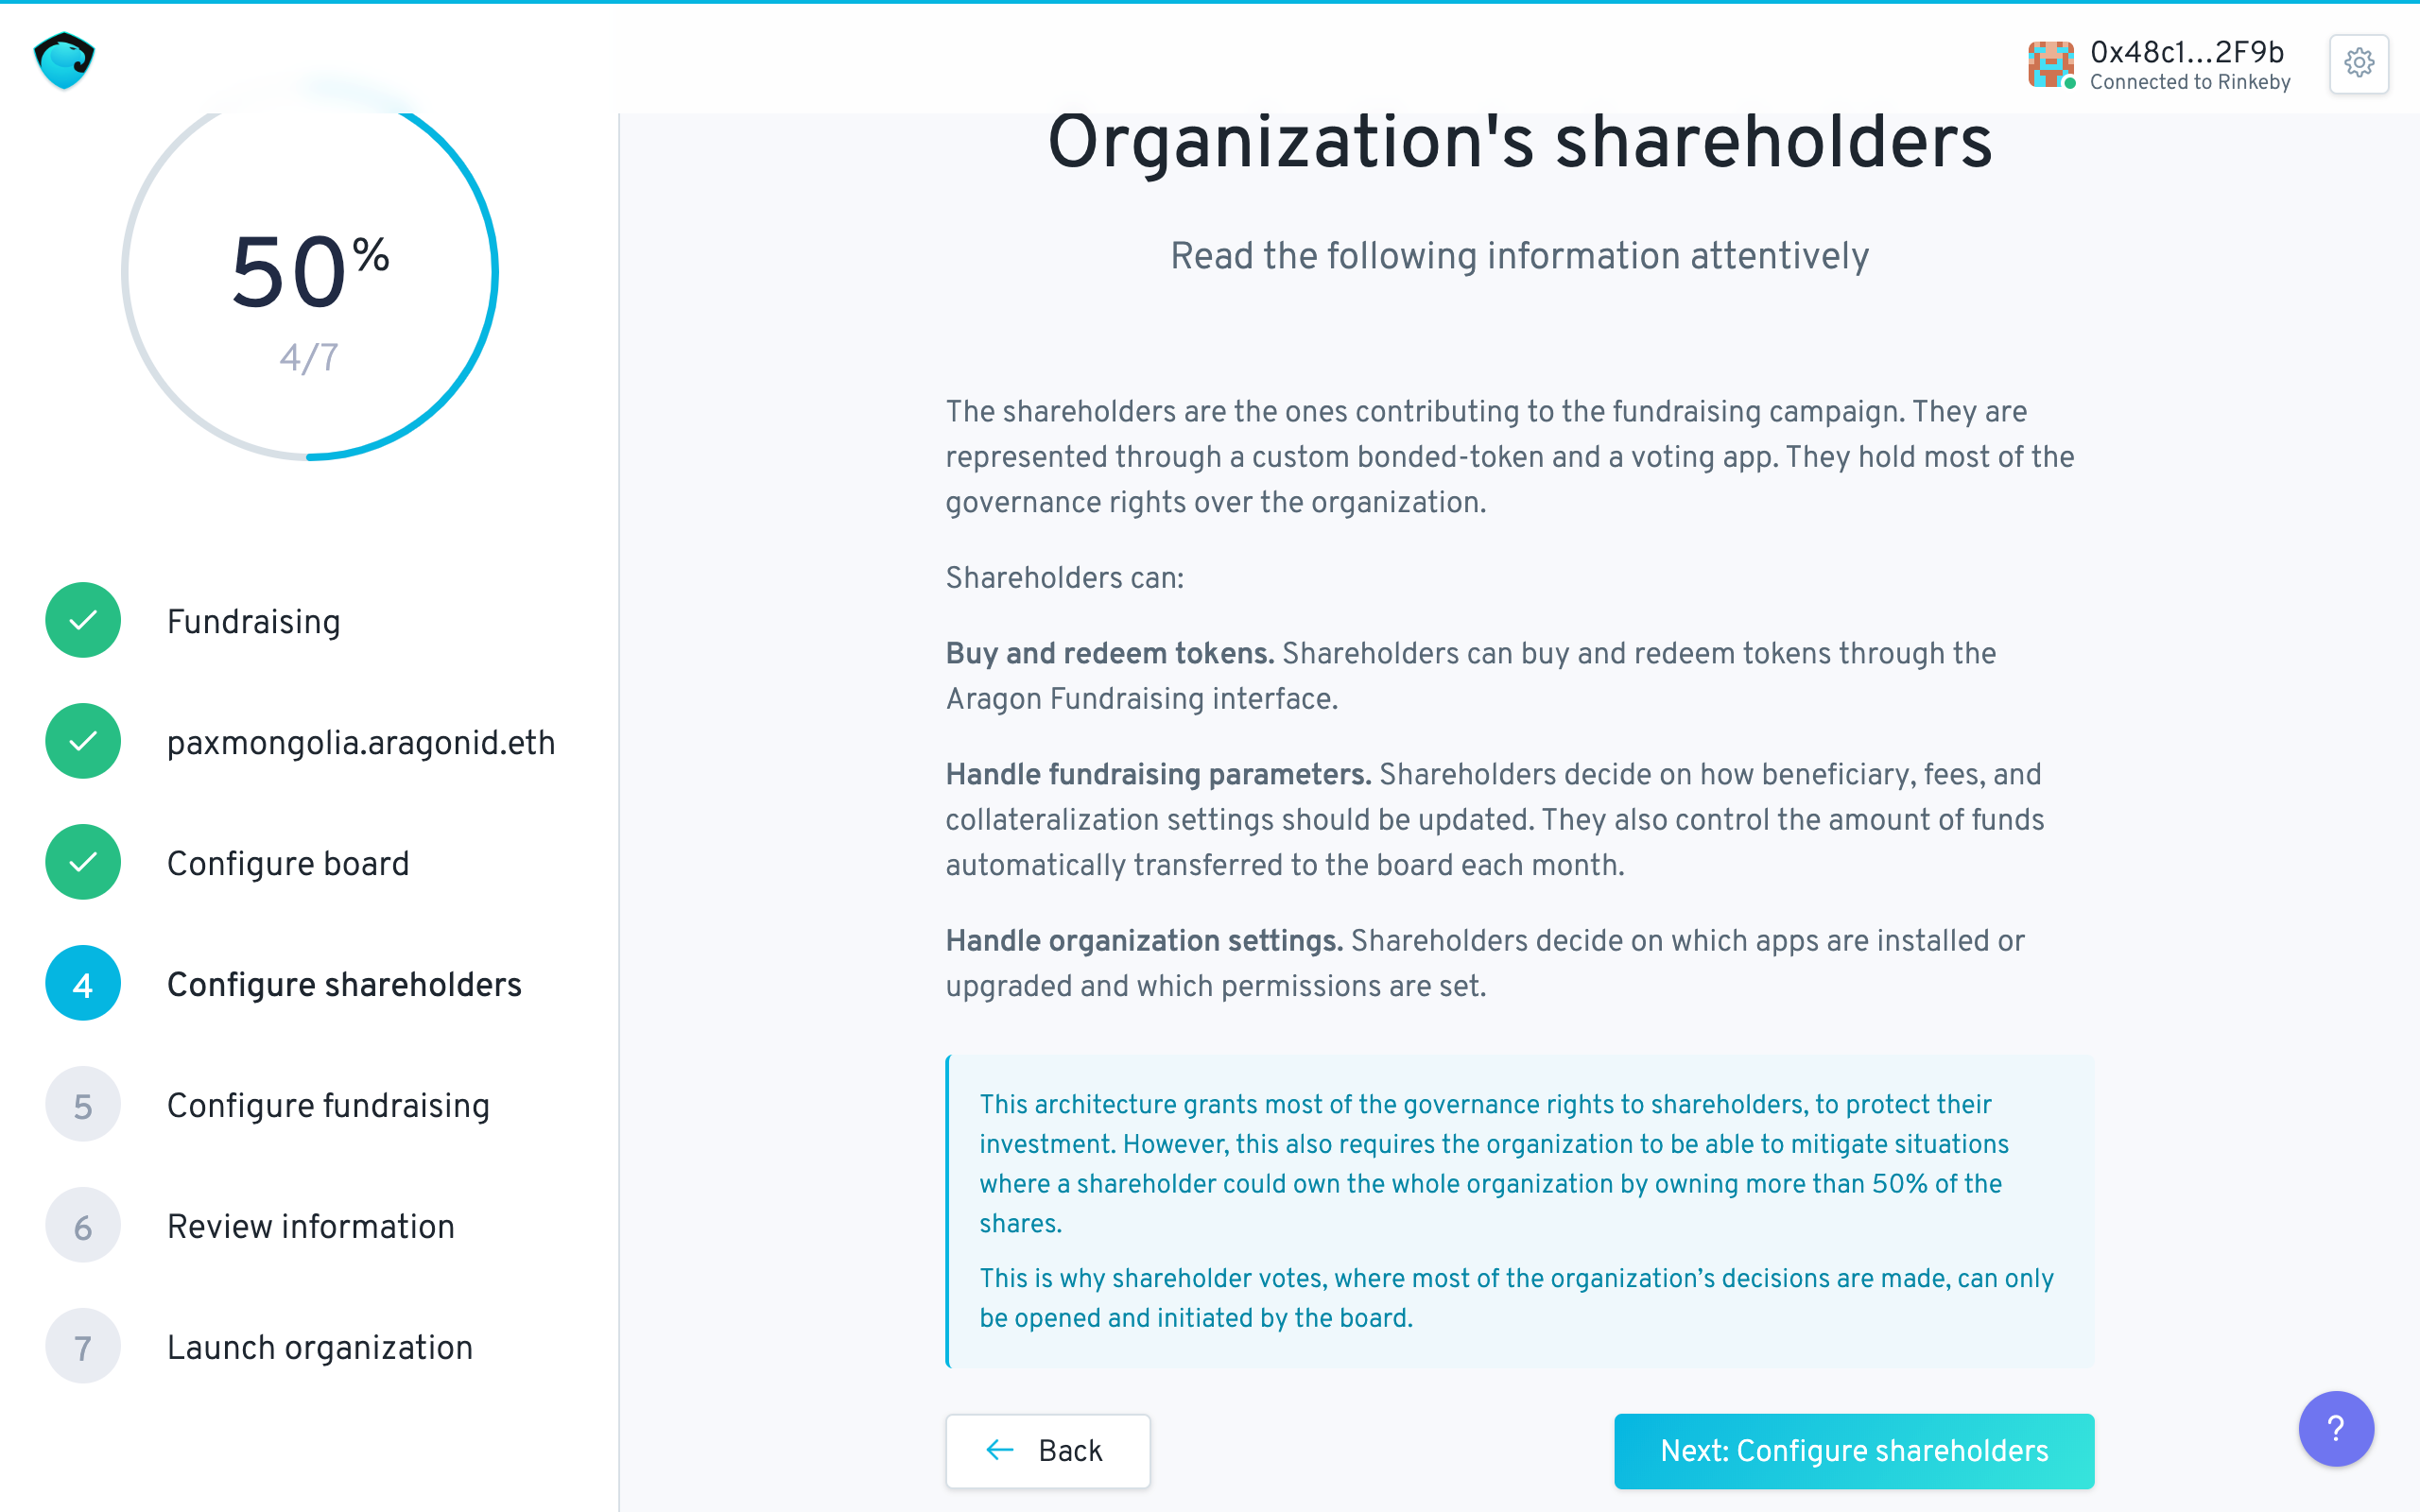 0x48c1...2F9b
Connected to Rinkeby
50%
4/7
Fundraising
paxmongolia.aragonid.eth
Configure board
4 Configure shareholders
5 Configure fundraising
6 Review information
7 Launch organization
Organization's shareholders
Read the following information attentively
The shareholders are the ones contributing to the fundraising campaign. They are
represented through a custom bonded-token and a voting app. They hold most of the
governance rights over the organization.
Shareholders can:
Buy and redeem tokens. Shareholders can buy and redeem tokens through the
Aragon Fundraising interface.
Handle fundraising parameters. Shareholders decide on how beneficiary, fees, and
collateralization settings should be updated. They also control the amount of funds
automatically transferred to the board each month.
Handle organization settings. Shareholders decide on which apps are installed or
upgraded and which permissions are set.
This architecture grants most of the governance rights to shareholders, to protect their
investment. However, this also requires the organization to be able to mitigate situations
where a shareholder could own the whole organization by owning more than 50% of the
shares.
This is why shareholder votes, where most of the organization’s decisions are made, can only
be opened and initiated by the board.
Back
Next: Configure shareholders
?